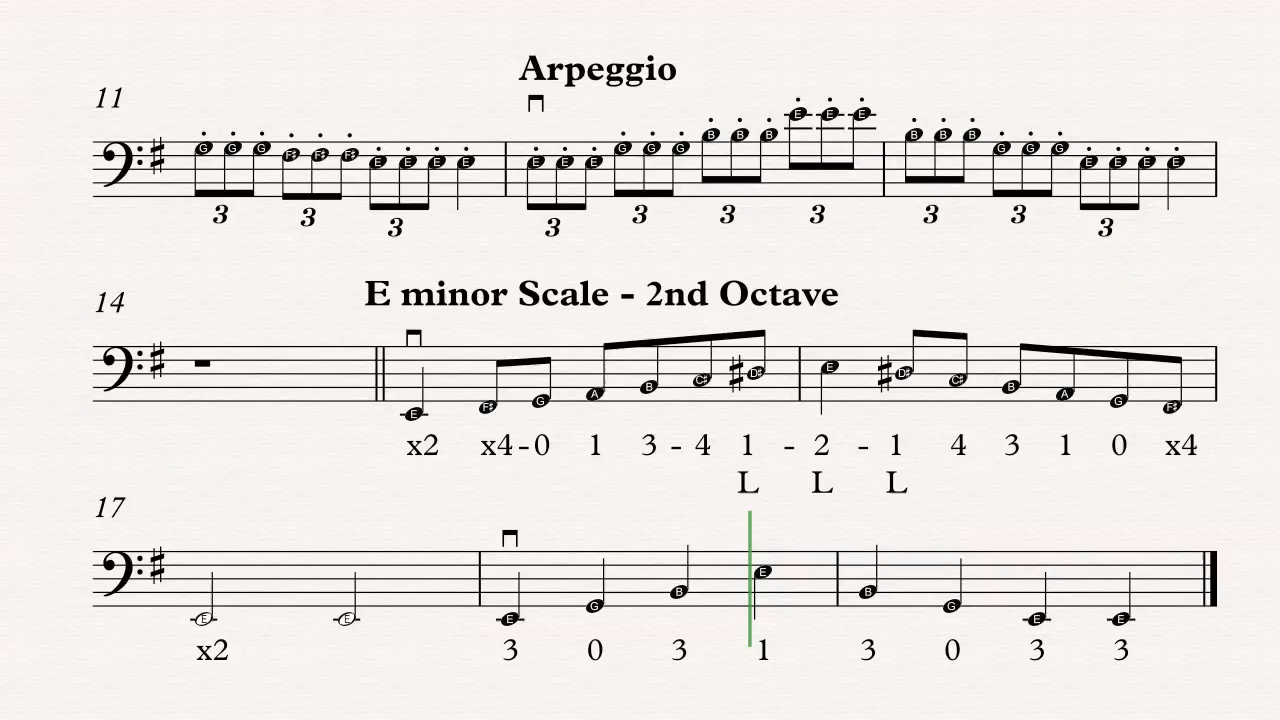 Arpeggio
11
G G G F# F# F# E E E E E E E G G G B B B E E E B B B G G G E E E E
3 3 3 3 3 3 3 3 3 3
E minor Scale - 2nd Octave
14
E F# G A B C# D# E D# C# B A G F#
x2 x4-0 1 3 - 4 1 - 2 - 1 4 3 1 0 x4
L L L
17
E E E G B E B G E E
x2 3 0 3 1 3 0 3 3